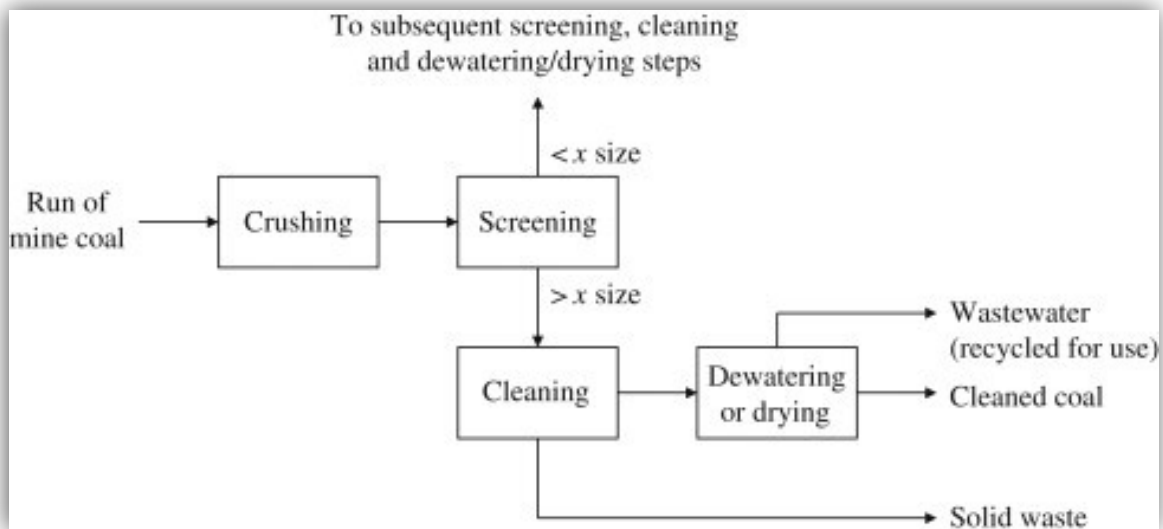 To subsequent screening, cleaning
and dewatering/drying steps
< x size
Run of
mine coal
Crushing
Screening
> x size
Wastewater
(recycled for use)
Cleaning
Dewatering
or drying
Cleaned coal
Solid waste